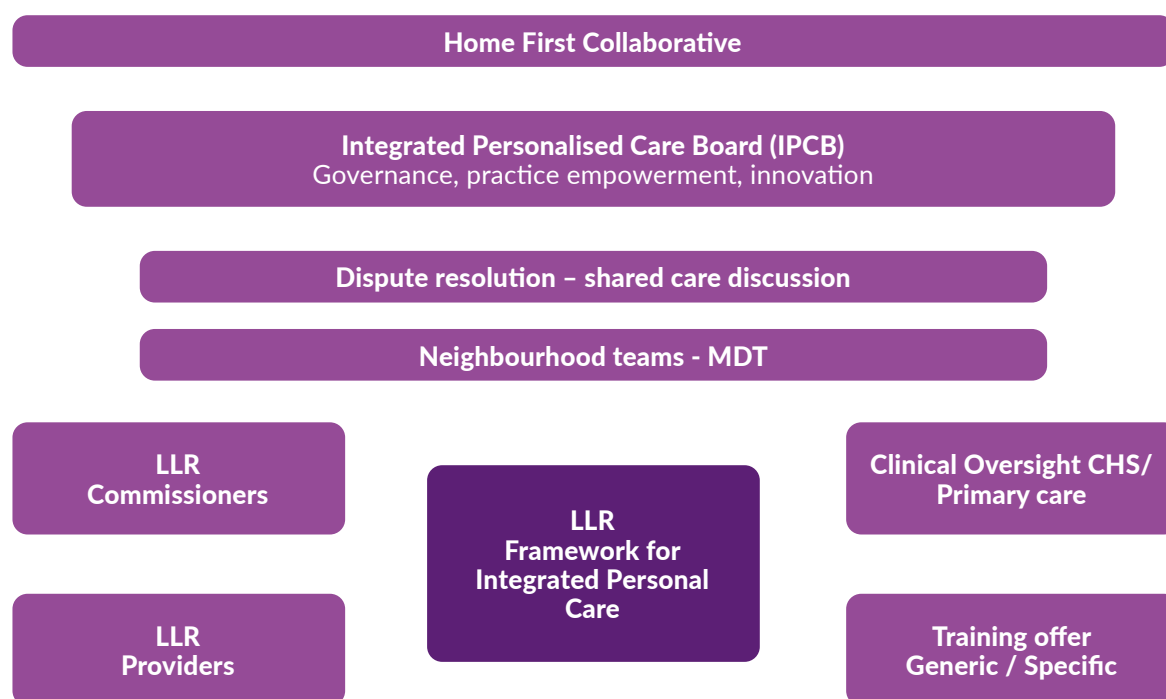 Home First Collaborative
Integrated Personalised Care Board (IPCB)
Governance, practice empowerment, innovation
Dispute resolution – shared care discussion
Neighbourhood teams - MDT
LLR
Commissioners
LLR
Framework for
Integrated Personal
Care
Clinical Oversight CHS/
Primary care
LLR
Providers
Training offer
Generic / Specific